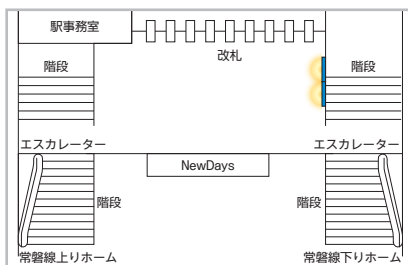 駅事務室
改札
階段
階段
エスカレーター
エスカレーター
NewDays
階段
階段
常磐線上りホーム
常磐線下りホーム